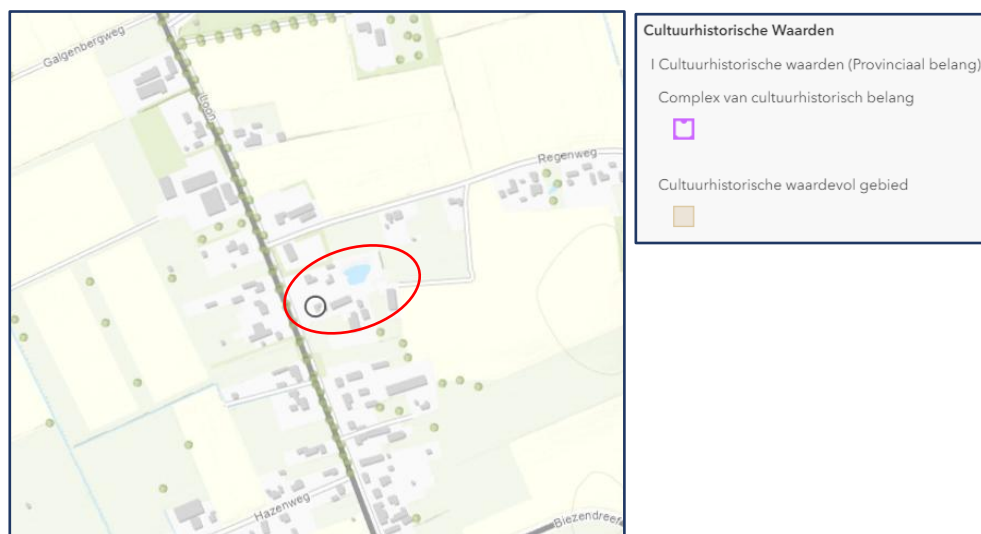 Galgenbergweg
Loon
Regenweg
Hazenweg
Biezendreef
Cultuurhistorische Waarden
I Cultuurhistorische waarden (Provinciaal belang)
Complex van cultuurhistorisch belang
Cultuurhistorische waardevol gebied